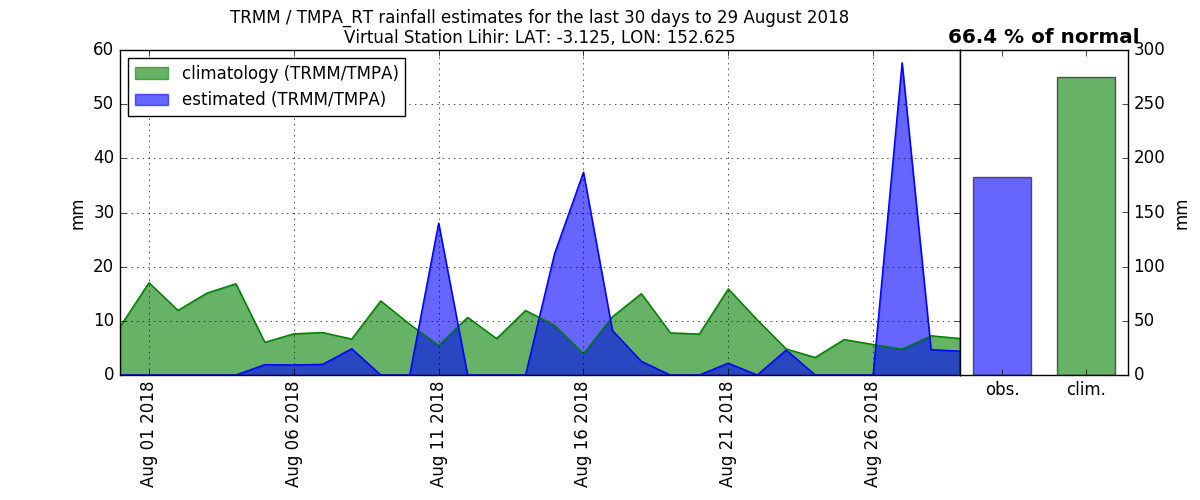 TRMM / TMPA_RT rainfall estimates for the last 30 days to 29 August 2018
Virtual Station Lihir: LAT: -3.125, LON: 152.625
66.4 % of normal
climatology (TRMM/TMPA)
estimated (TRMM/TMPA)
60
50
40
30
20
10
0
mm
Aug 01 2018
Aug 06 2018
Aug 11 2018
Aug 16 2018
Aug 21 2018
Aug 26 2018
obs.
clim.
300
250
200
150
100
50
0
mm